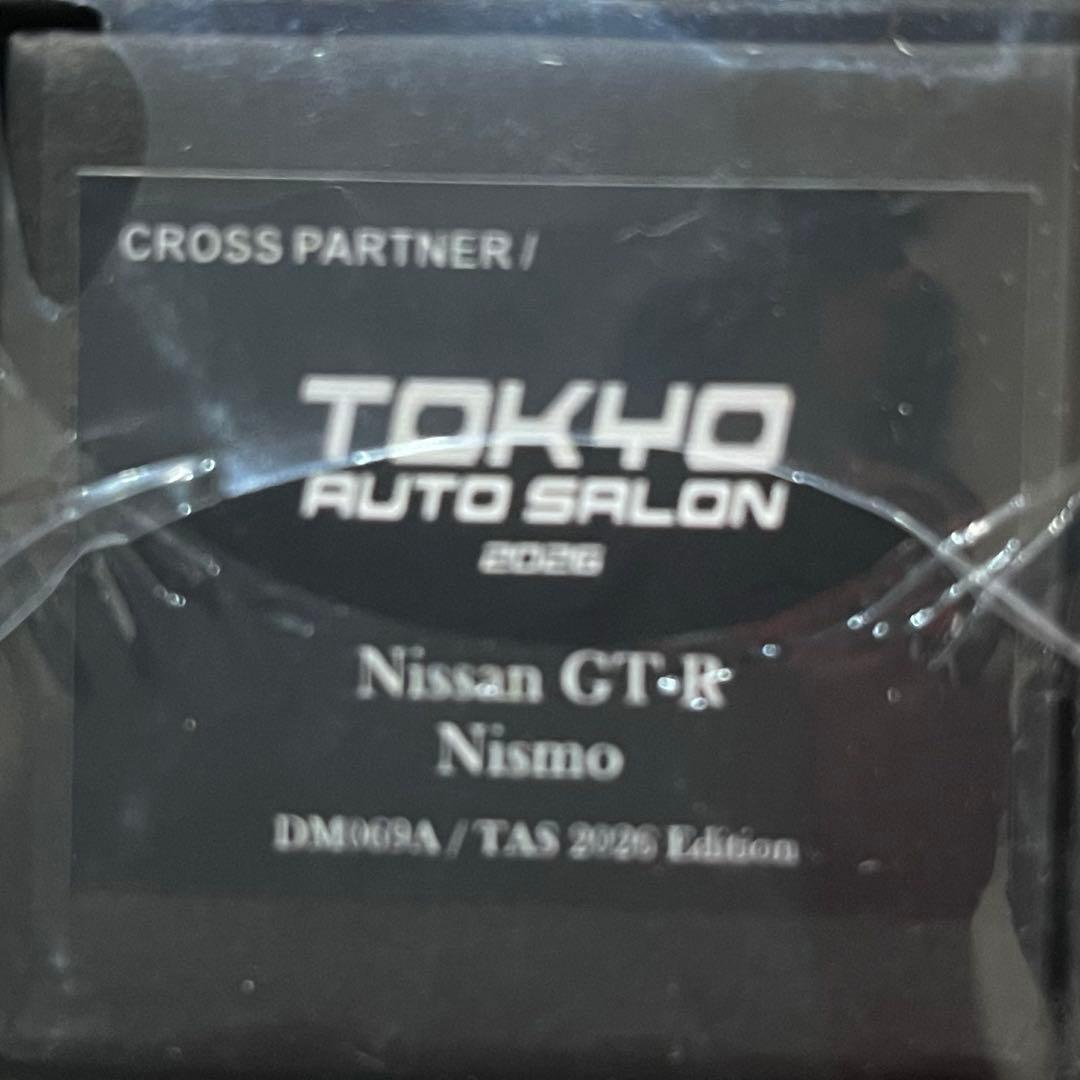 CROSS PARTNER /
TOKYO
AUTO SALON
2026
Nissan GT-R
Nismo
DM069A / TAS 2026 Edition